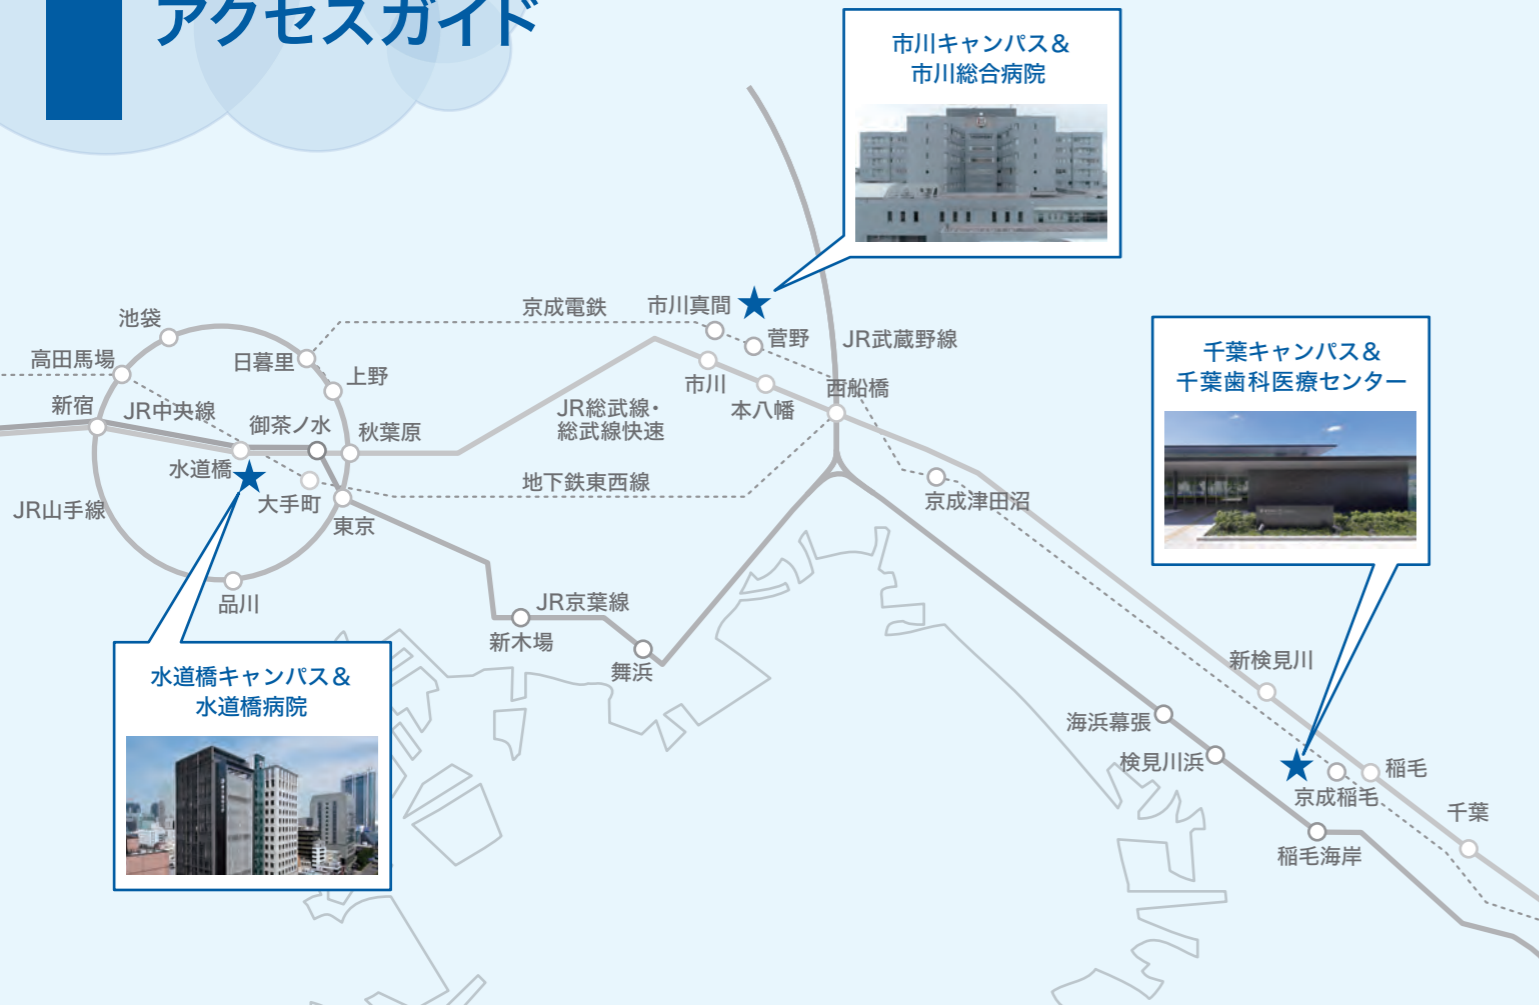 アクセスガイド
市川キャンパス＆
市川総合病院
京成電鉄
市川真間
菅野
JR武蔵野線
池袋
高田馬場
日暮里
上野
新宿
JR中央線
御茶ノ水
秋葉原
JR総武線・
総武線快速
市川
本八幡
西船橋
水道橋
大手町
地下鉄東西線
京成津田沼
JR山手線
東京
品川
JR京葉線
新木場
舞浜
千葉キャンパス＆
千葉歯科医療センター
水道橋キャンパス＆
水道橋病院
新検見川
海浜幕張
検見川浜
稲毛
京成稲毛
千葉
稲毛海岸